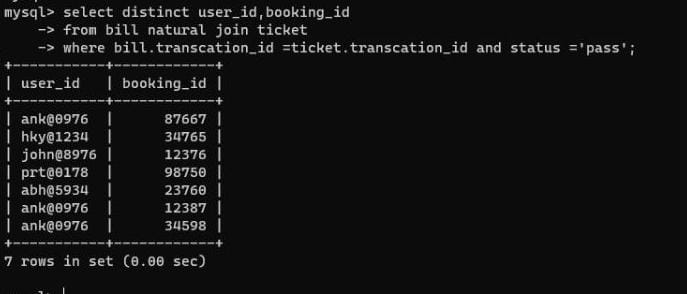 mysql> select distinct user_id,booking_id
    -> from bill natural join ticket
    -> where bill.transcation_id =ticket.transcation_id and status ='pass';
+-----------+------------+
| user_id   | booking_id |
+-----------+------------+
| ank@0976  |      87667 |
| hky@1234  |      34765 |
| john@8976 |      12376 |
| prt@0178  |      98750 |
| abh@5934  |      23760 |
| ank@0976  |      12387 |
| ank@0976  |      34598 |
+-----------+------------+
7 rows in set (0.00 sec)